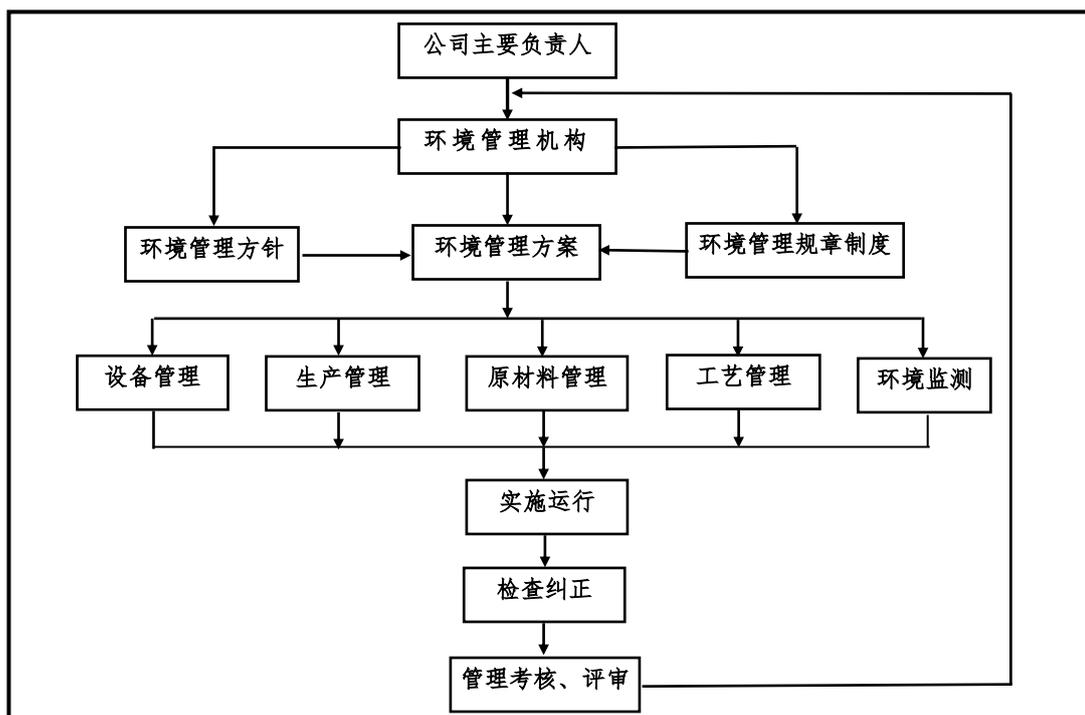 公司主要负责人
环境管理机构
环境管理方针
环境管理方案
环境管理规章制度
设备管理
生产管理
原材料管理
工艺管理
环境监测
实施运行
检查纠正
管理考核、评审